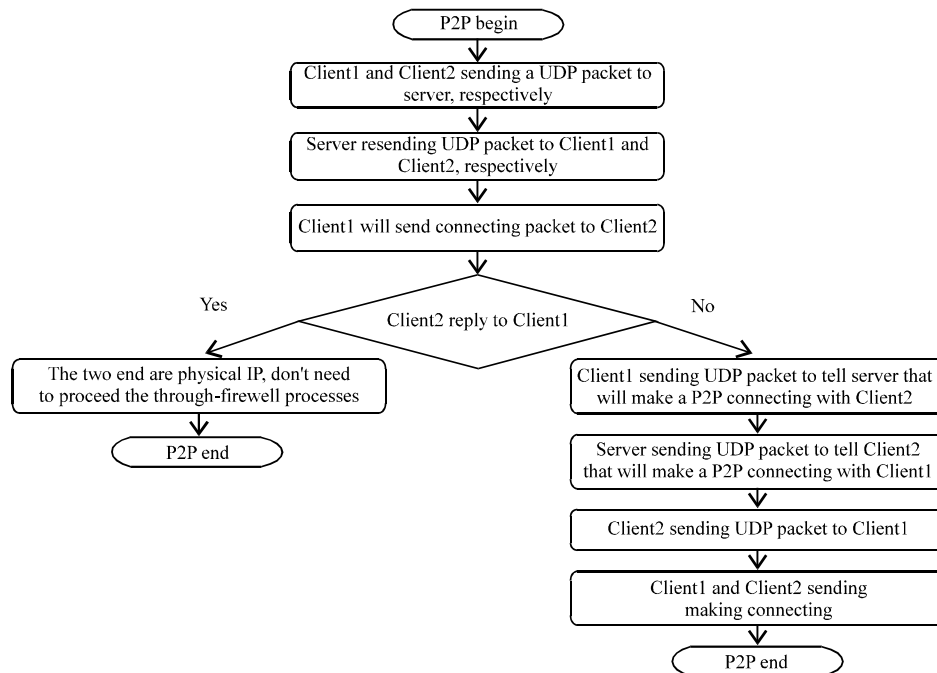 P2P begin
Client1 and Client2 sending a UDP packet to
server, respectively
Server resending UDP packet to Client1 and
Client2, respectively
Client1 will send connecting packet to Client2
Yes
Client2 reply to Client1
No
The two end are physical IP, don't need
to proceed the through-firewell processes
P2P end
Client1 sending UDP packet to tell server that
will make a P2P connecting with Client2
Server sending UDP packet to tell Client2
that will make a P2P connecting with Client1
Client2 sending UDP packet to Client1
Client1 and Client2 sending
making connecting
P2P end